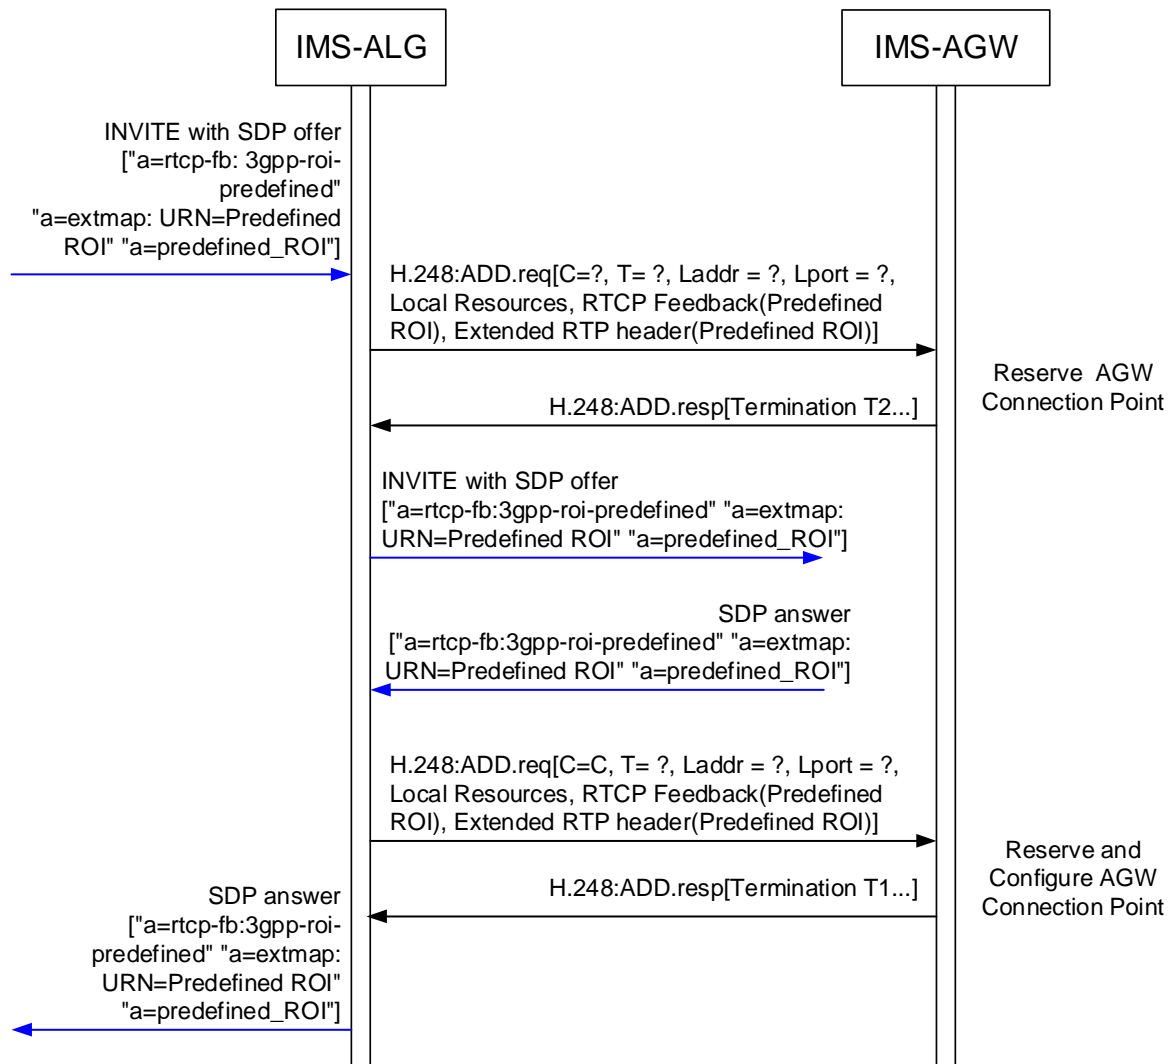 IMS-ALG
IMS-AGW
INVITE with SDP offer
["a=rtcp-fb: 3gpp-roi-
predefined"
"a=extmap: URN=Predefined
ROI" "a=predefined_ROI"]
H.248:ADD.req[C=?, T= ?, Laddr = ?, Lport = ?,
Local Resources, RTCP Feedback(Predefined
ROI), Extended RTP header(Predefined ROI)]
Reserve  AGW
Connection Point
H.248:ADD.resp[Termination T2...]
INVITE with SDP offer
["a=rtcp-fb:3gpp-roi-predefined" "a=extmap:
URN=Predefined ROI" "a=predefined_ROI"]
SDP answer
["a=rtcp-fb:3gpp-roi-predefined" "a=extmap:
URN=Predefined ROI" "a=predefined_ROI"]
H.248:ADD.req[C=C, T= ?, Laddr = ?, Lport = ?,
Local Resources, RTCP Feedback(Predefined
ROI), Extended RTP header(Predefined ROI)]
Reserve and
Configure AGW
Connection Point
H.248:ADD.resp[Termination T1...]
SDP answer
["a=rtcp-fb:3gpp-roi-
predefined" "a=extmap:
URN=Predefined ROI"
"a=predefined_ROI"]